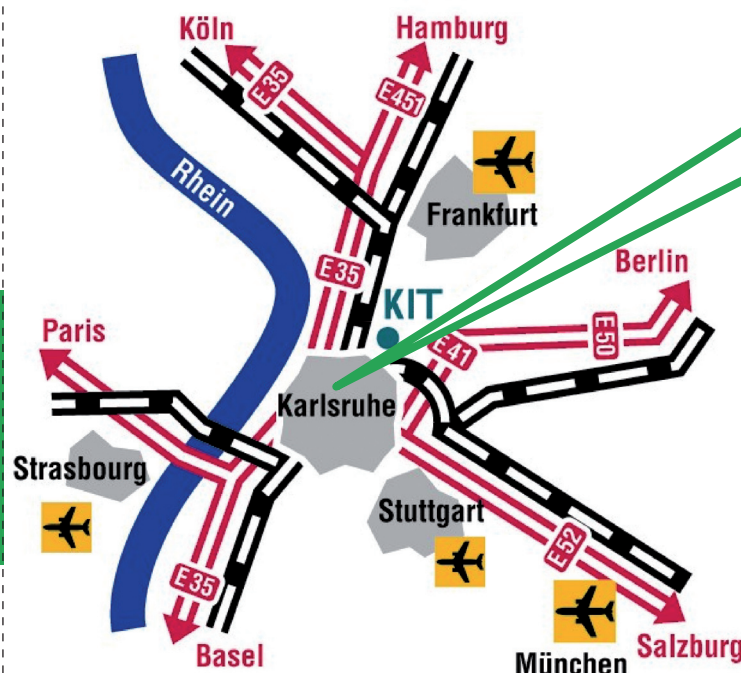 Köln
Hamburg
E35
E451
Rhein
Frankfurt
E35
Berlin
KIT
Paris
E50
E41
Karlsruhe
Strasbourg
Stuttgart
E52
E35
Basel
Salzburg
München